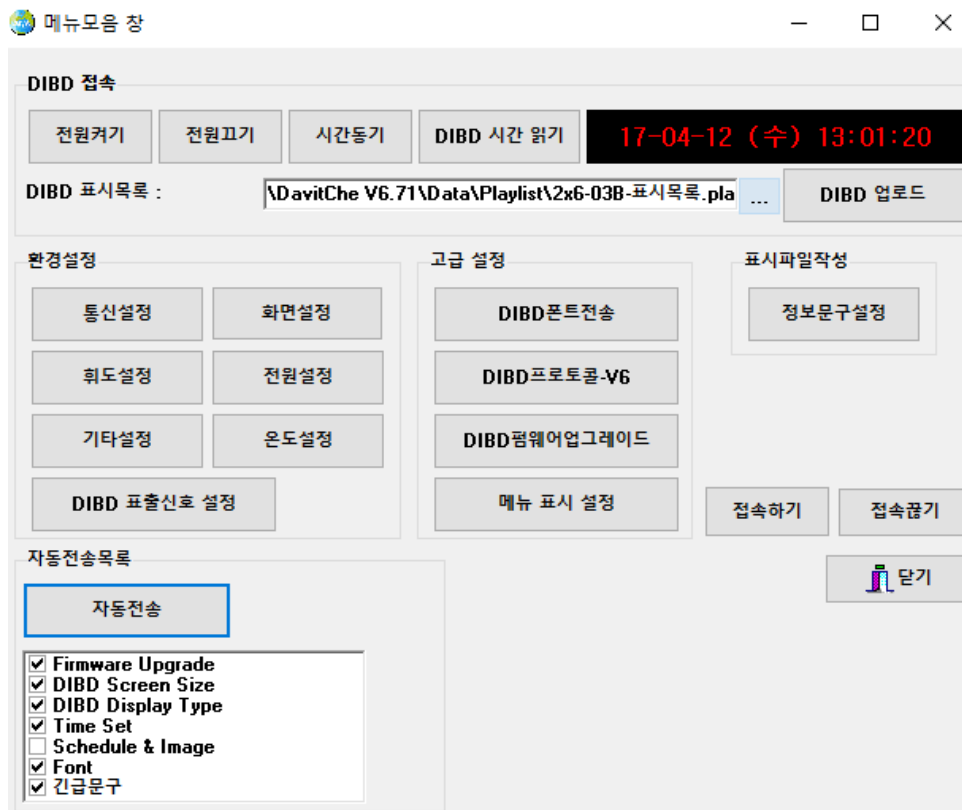 메뉴모음 창
DIBD 접속
전원켜기 전원끄기 시간동기 DIBD 시간 읽기 17-04-12 (수) 13:01:20
DIBD 표시목록 : \DavitChe V6.71\Data\Playlist\2x6-03B-표시목록.pla ... DIBD 업로드
환경설정 고급 설정 표시파일작성
통신설정 화면설정 DIBD폰트전송 정보문구설정
휘도설정 전원설정 DIBD프로토콜-V6
기타설정 온도설정 DIBD펌웨어업그레이드
DIBD 표출신호 설정 메뉴 표시 설정 접속하기 접속끊기
자동전송목록
닫기
자동전송
Firmware Upgrade
DIBD Screen Size
DIBD Display Type
Time Set
Schedule & Image
Font
긴급문구